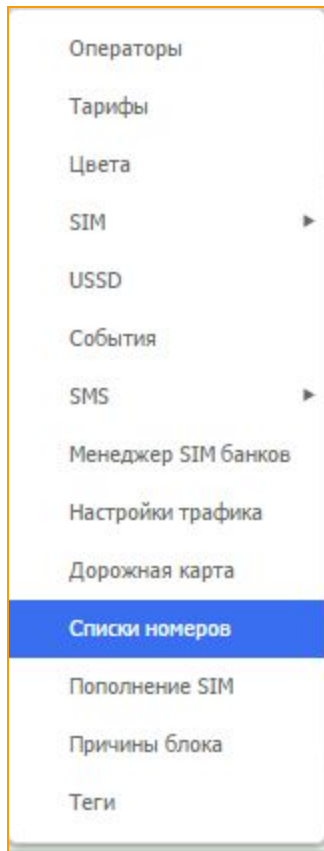 Операторы
Тарифы
Цвета
SIM
USSD
События
SMS
Менеджер SIM банков
Настройки трафика
Дорожная карта
Списки номеров
Пополнение SIM
Причины блока
Теги